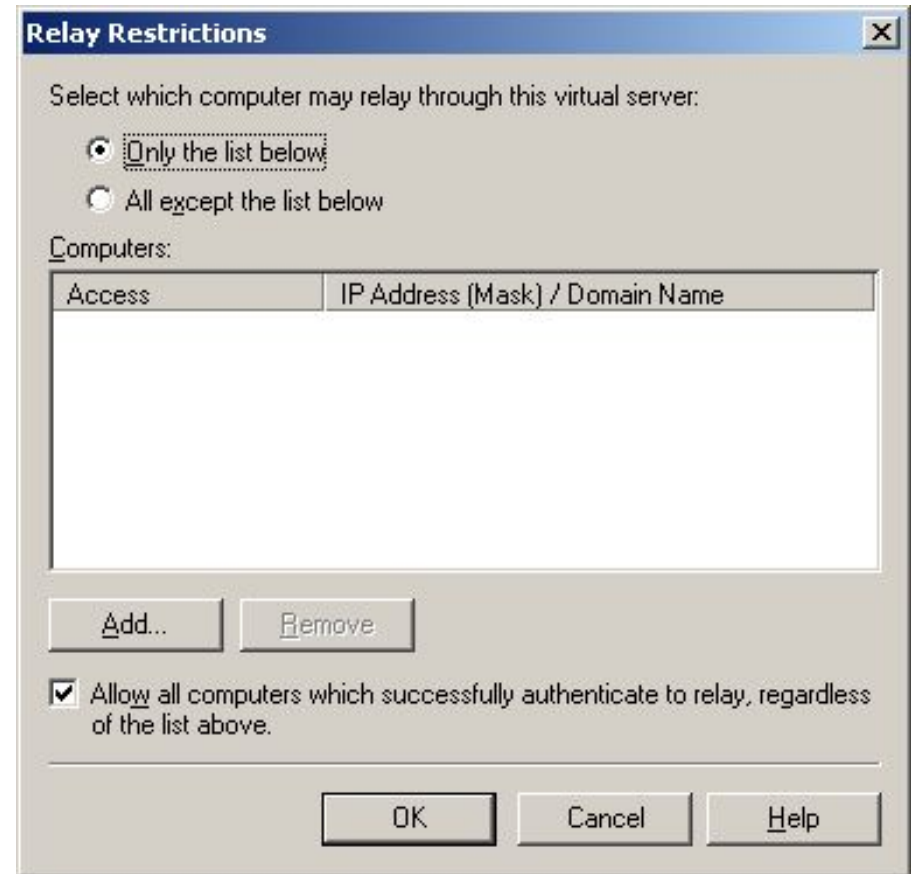 Relay Restrictions
Select which computer may relay through this virtual server:
Only the list below
All except the list below
Computers:
Access IP Address (Mask) / Domain Name
Add... Remove
Allow all computers which successfully authenticate to relay, regardless
of the list above.
OK Cancel Help